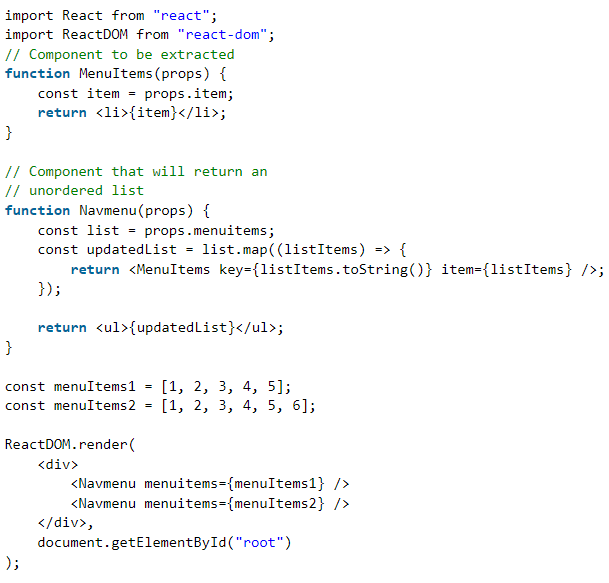 import React from "react";
import ReactDOM from "react-dom";
// Component to be extracted
function MenuItems(props) {
    const item = props.item;
    return <li>{item}</li>;
}

// Component that will return an
// unordered list
function Navmenu(props) {
    const list = props.menuitems;
    const updatedList = list.map((listItems) => {
        return <MenuItems key={listItems.toString()} item={listItems} />;
    });

    return <ul>{updatedList}</ul>;
}

const menuItems1 = [1, 2, 3, 4, 5];
const menuItems2 = [1, 2, 3, 4, 5, 6];

ReactDOM.render(
    <div>
        <Navmenu menuitems={menuItems1} />
        <Navmenu menuitems={menuItems2} />
    </div>,
    document.getElementById("root")
);